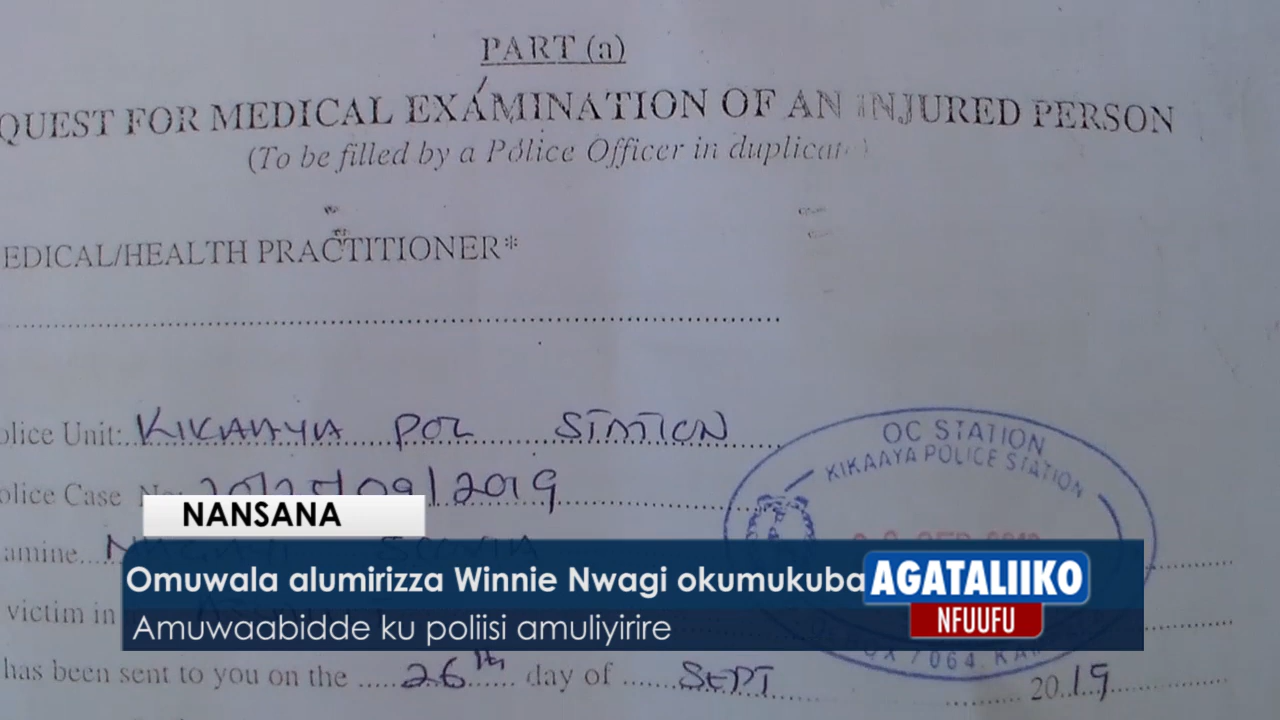 PART (a)
QUEST FOR MEDICAL EXAMINATION OF AN INJURED PERSON
(To be filled by a Police Officer in duplicate)
EDICAL/HEALTH PRACTITIONER*
olice Unit: KIKAAYA POL STATION
OC STATION
KIKAAYA POLICE STATION
olice Case No: /09/2019
NANSANA
amine
Omuwala alumirizza Winnie Nwagi okumukuba
AGATALIIKO
NFUUFU
victim in
Amuwaabidde ku poliisi amuliyirire
7064, KA
has been sent to you on the 26th day of SEPT 2019